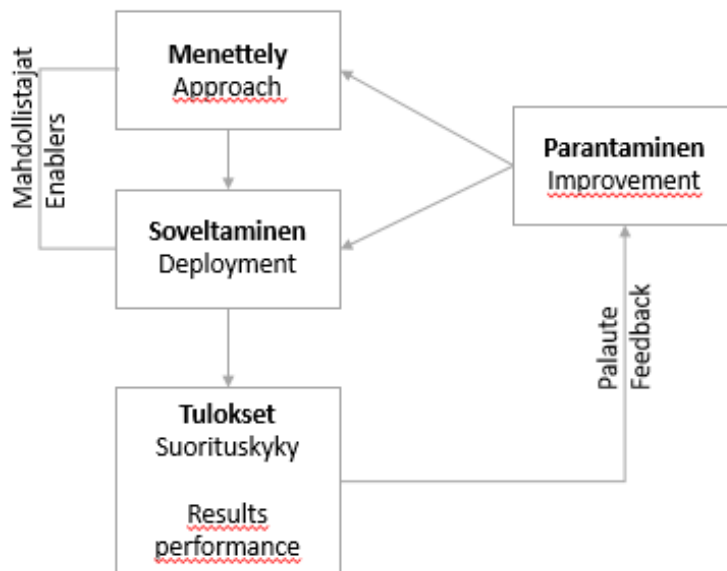 Mahdollistajat
Enablers
Menettely
Approach
Soveltaminen
Deployment
Tulokset
Suorituskyky
Results
performance
Parantaminen
Improvement
Palaute
Feedback